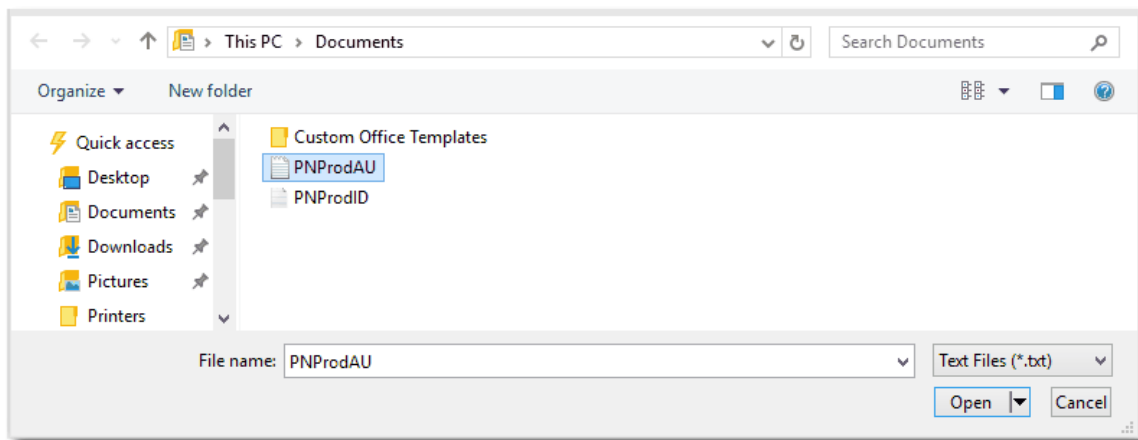 This PC > Documents
Search Documents
Organize
New folder
Quick access
Custom Office Templates
Desktop
PNProdAU
Documents
PNProdID
Downloads
Pictures
Printers
File name: PNProdAU
Text Files (*.txt)
Open
Cancel